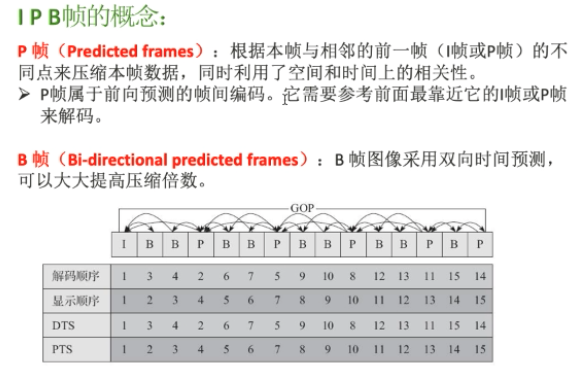 I P B帧的概念：
P 帧（Predicted frames）：根据本帧与相邻的前一帧（I帧或P帧）的不
同点来压缩本帧数据，同时利用了空间和时间上的相关性。
➢ P帧属于前向预测的帧间编码。它需要参考前面最靠近它的I帧或P帧
来解码。
B 帧（Bi-directional predicted frames）：B 帧图像采用双向时间预测，
可以大大提高压缩倍数。
GOP
I B B P B B P B B P B B P B P
解码顺序 1 3 4 2 6 7 5 9 10 8 12 13 11 15 14
显示顺序 1 2 3 4 5 6 7 8 9 10 11 12 13 14 15
DTS 1 3 4 2 6 7 5 9 10 8 12 13 11 15 14
PTS 1 2 3 4 5 6 7 8 9 10 11 12 13 14 15